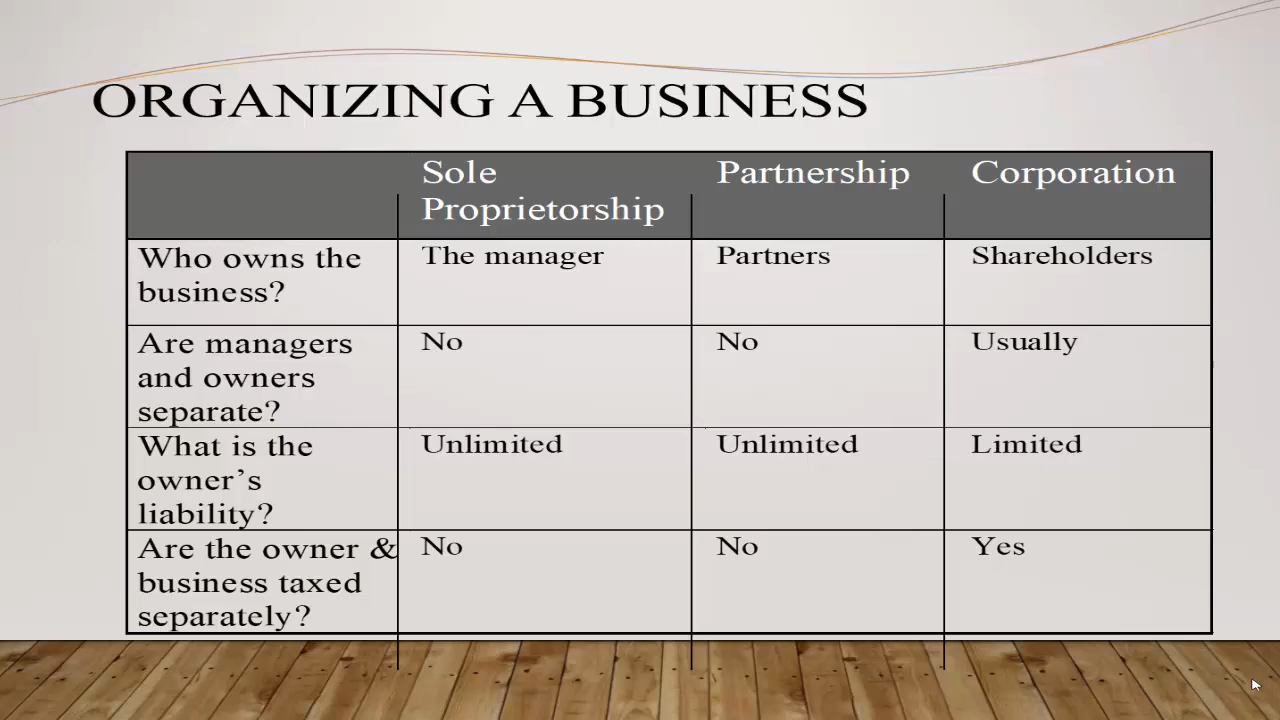 ORGANIZING A BUSINESS
Sole
Proprietorship
Partnership
Corporation
Who owns the
business?
The manager
Partners
Shareholders
Are managers
and owners
separate?
No
No
Usually
What is the
owner’s
liability?
Unlimited
Unlimited
Limited
Are the owner &
business taxed
separately?
No
No
Yes